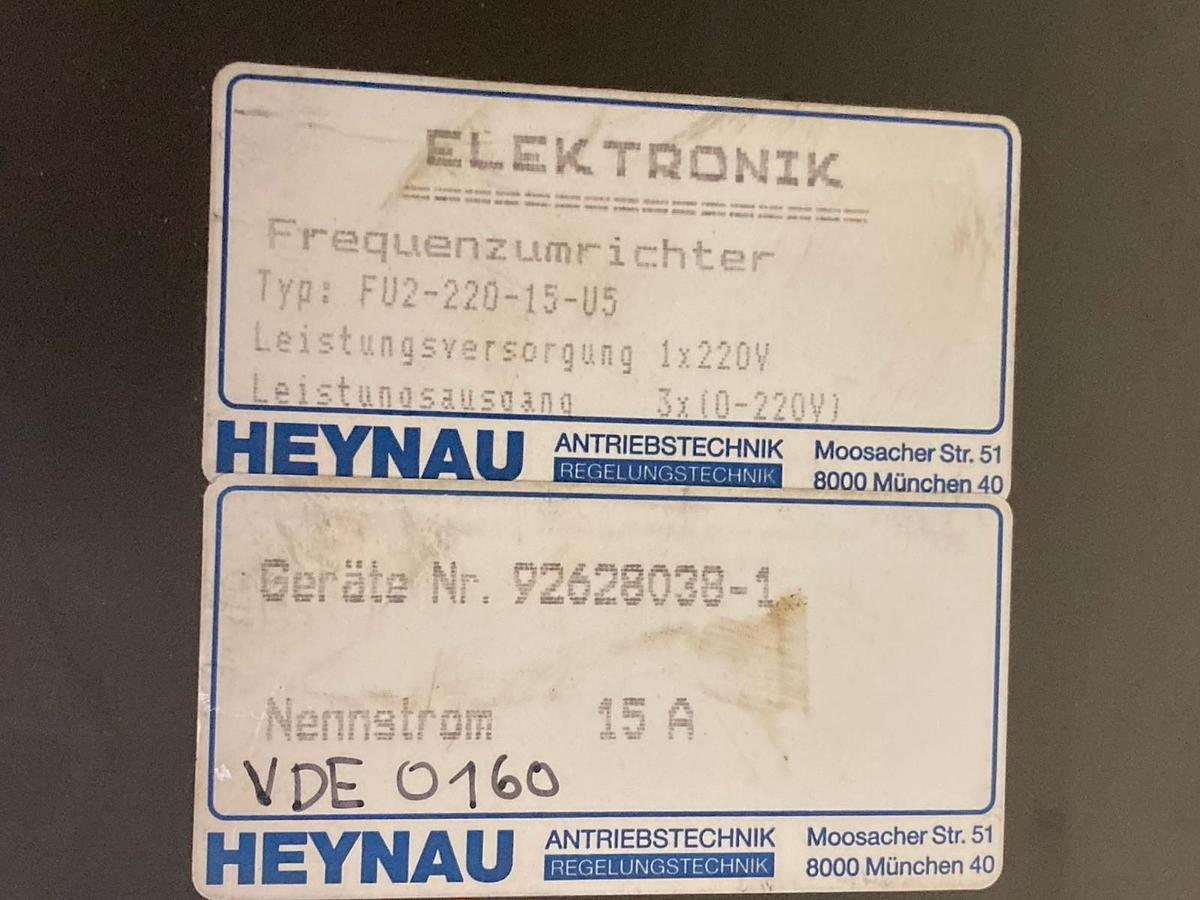 ELEKTRONIK
Frequenzumrichter
Typ: FU2-220-15-U5
Leistungsversorgung 1x220V
Leistungsausgang 3x(0-220V)
HEYNAU ANTRIEBSTECHNIK Moosacher Str. 51
REGELUNGSTECHNIK 8000 München 40
Geräte Nr. 92628038-1
Nennstrom 15 A
VDE 0160
HEYNAU ANTRIEBSTECHNIK Moosacher Str. 51
REGELUNGSTECHNIK 8000 München 40